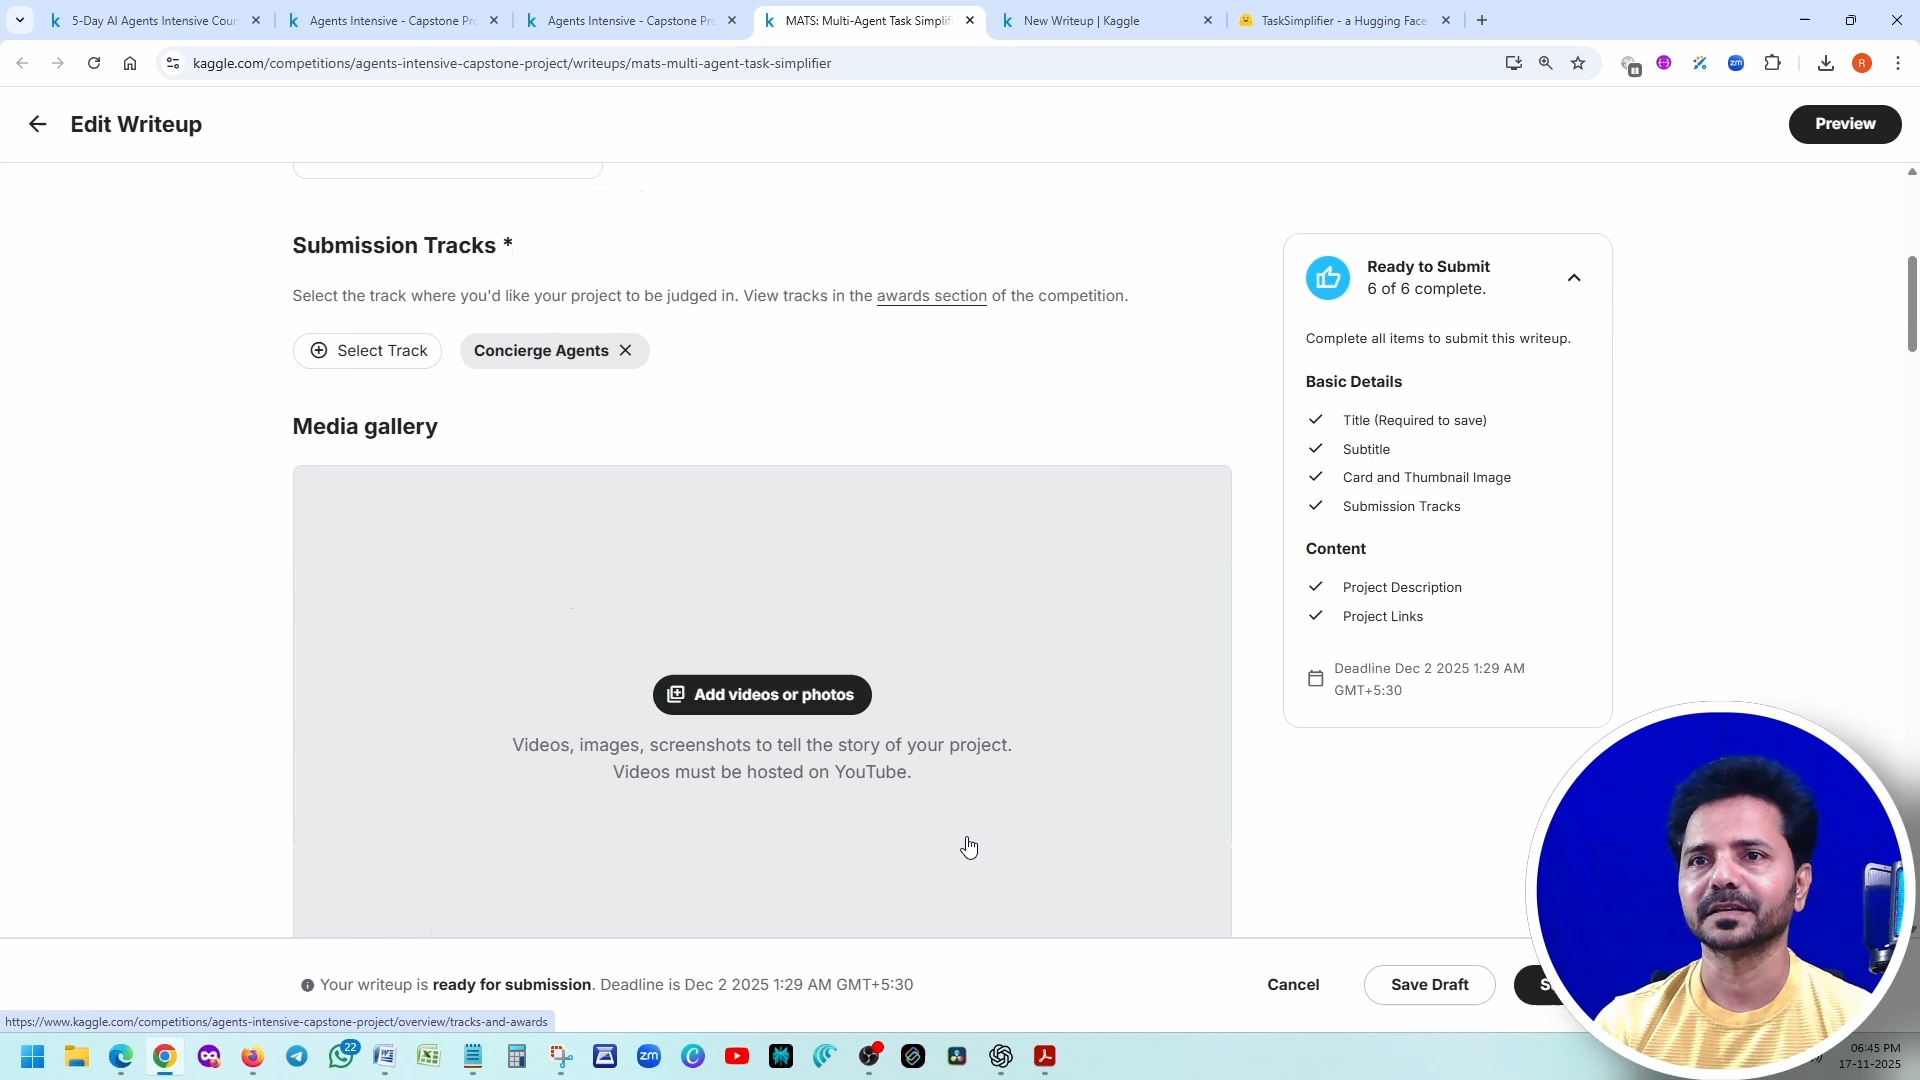 5-Day AI Agents Intensive Cour
Agents Intensive - Capstone Pr
Agents Intensive - Capstone Pr
MATS: Multi-Agent Task Simplifi
New Writeup | Kaggle
TaskSimplifier - a Hugging Face
kaggle.com/competitions/agents-intensive-capstone-project/writeups/mats-multi-agent-task-simplifier
zm
R
Edit Writeup
Preview
Submission Tracks *
Select the track where you'd like your project to be judged in. View tracks in the awards section of the competition.
Select Track
Concierge Agents
Media gallery
Add videos or photos
Videos, images, screenshots to tell the story of your project.
Videos must be hosted on YouTube.
Ready to Submit
6 of 6 complete.
Complete all items to submit this writeup.
Basic Details
Title (Required to save)
Subtitle
Card and Thumbnail Image
Submission Tracks
Content
Project Description
Project Links
Deadline Dec 2 2025 1:29 AM
GMT+5:30
Your writeup is ready for submission. Deadline is Dec 2 2025 1:29 AM GMT+5:30
Cancel
Save Draft
https://www.kaggle.com/competitions/agents-intensive-capstone-project/overview/tracks-and-awards
22
zm
06:45 PM
17-11-2025